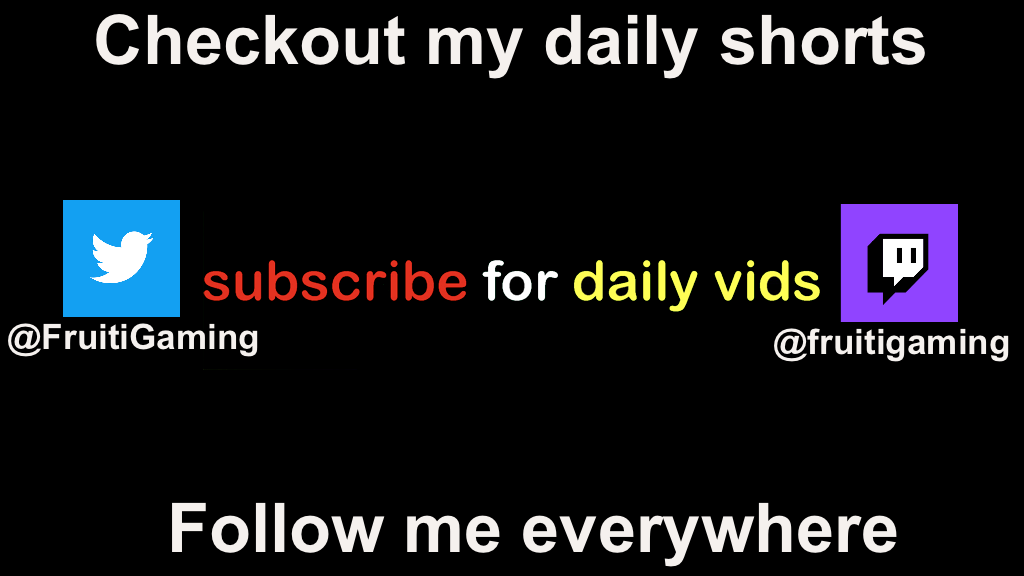 Checkout my daily shorts
subscribe for daily vids
@FruitiGaming
@fruitigaming
Follow me everywhere